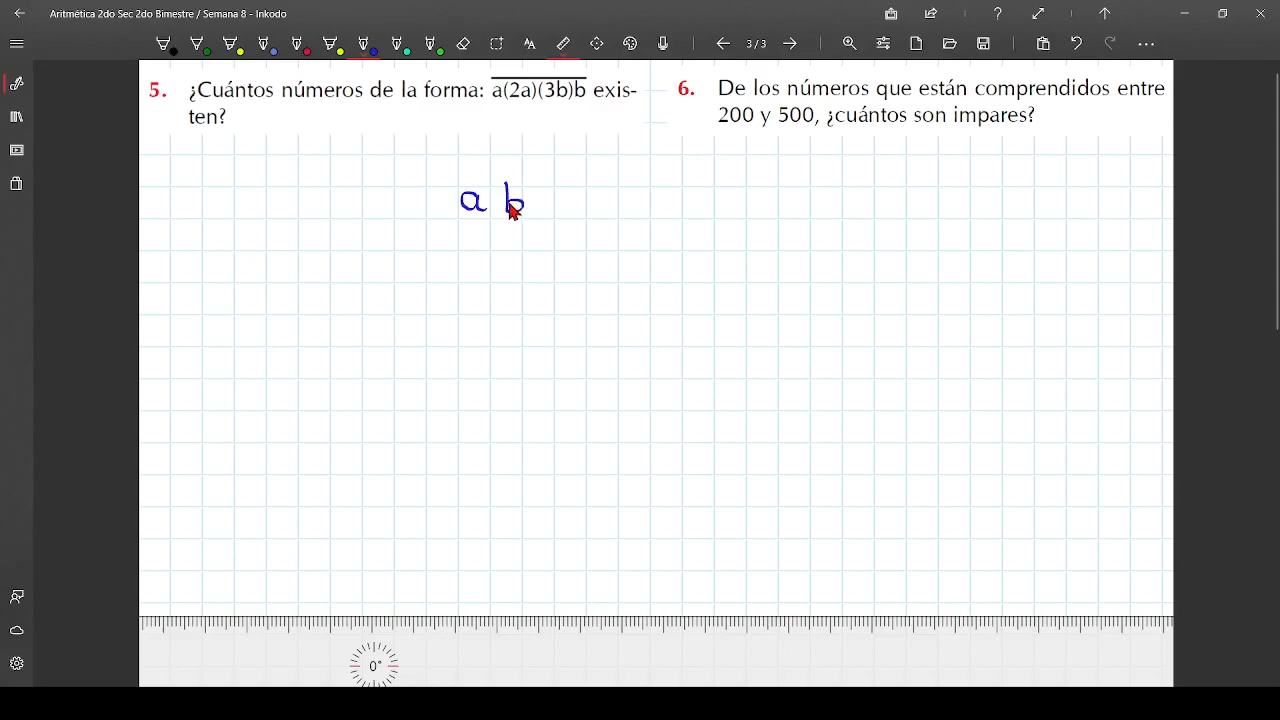 Aritmética 2do Sec 2do Bimestre / Semana 8 - Inkodo
3/3
5. ¿Cuántos números de la forma: a(2a)(3b)b exis-
ten?
6. De los números que están comprendidos entre
200 y 500, ¿cuántos son impares?
a b
0°